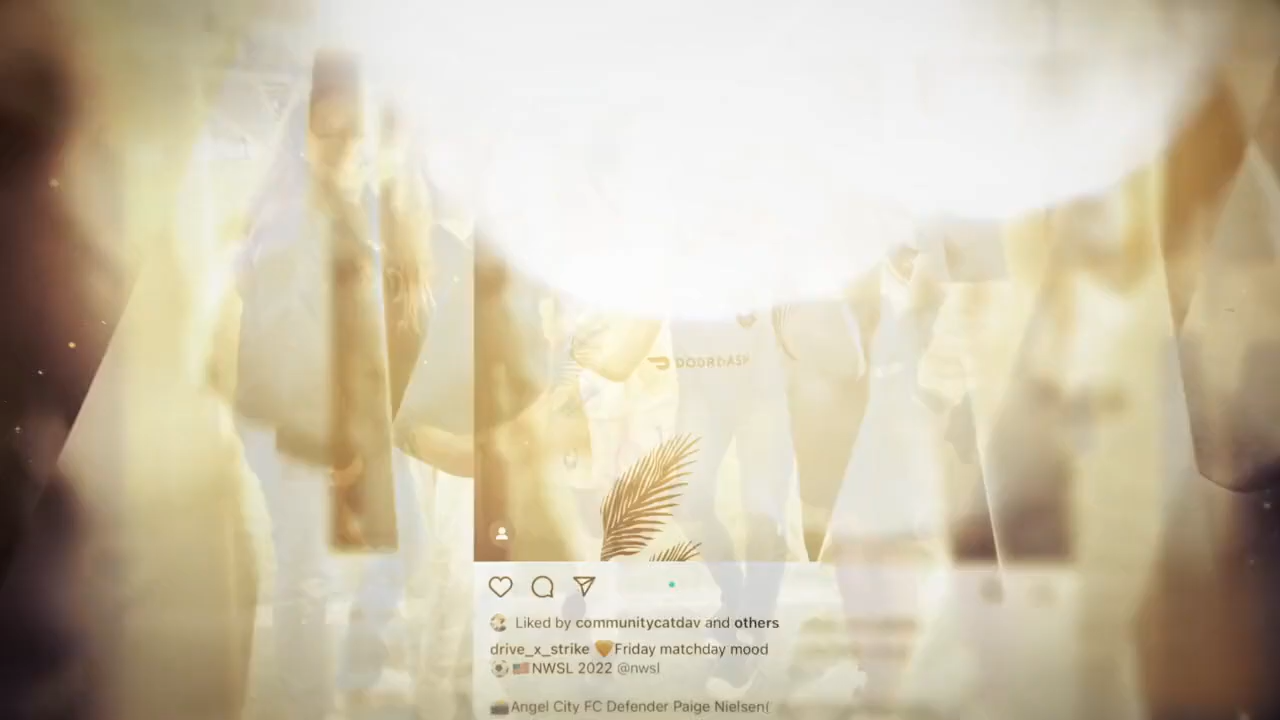 DOORDASH
Liked by communitycatdav and others
drive_x_strike 🧡Friday matchday mood
⚽🇺🇸NWSL 2022 @nwsl
📸Angel City FC Defender Paige Nielsen(